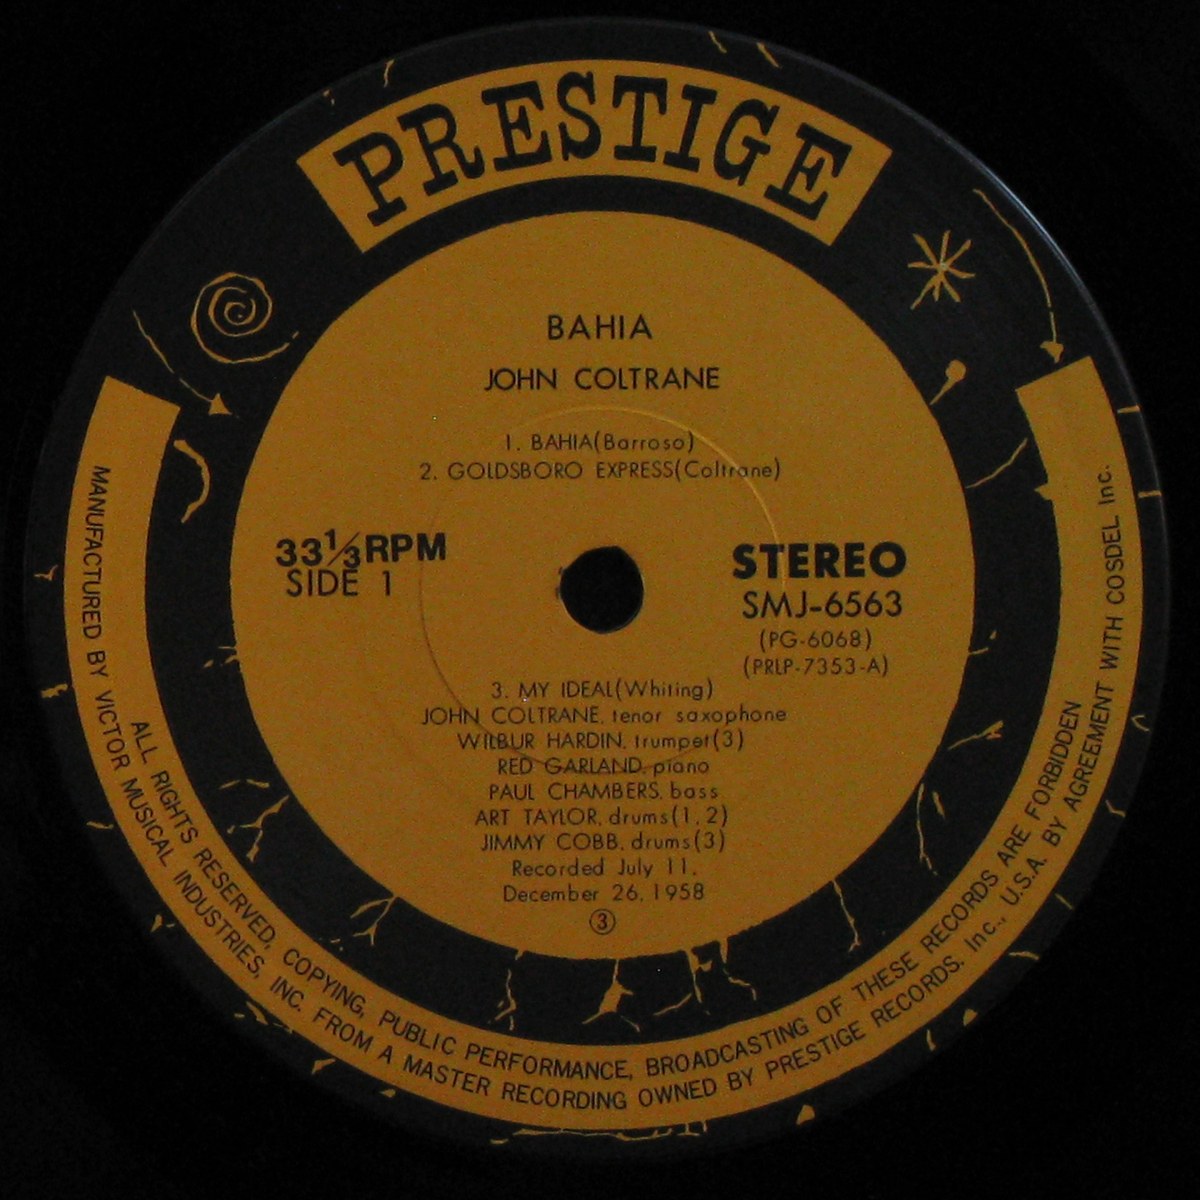 PRESTIGE
BAHIA
JOHN COLTRANE
1. BAHIA(Barroso)
2. GOLDSBORO EXPRESS(Coltrane)
33⅓RPM
SIDE 1
STEREO
SMJ-6563
(PG-6068)
(PRLP-7353-A)
3. MY IDEAL(Whiting)
JOHN COLTRANE, tenor saxophone
WILBUR HARDIN, trumpet(3)
RED GARLAND, piano
PAUL CHAMBERS, bass
ART TAYLOR, drums(1, 2)
JIMMY COBB, drums(3)
Recorded July 11,
December 26, 1958
③
ALL RIGHTS RESERVED, COPYING, PUBLIC PERFORMANCE, BROADCASTING OF THESE RECORDS ARE FORBIDDEN
MANUFACTURED BY VICTOR MUSICAL INDUSTRIES, INC. FROM A MASTER RECORDING OWNED BY PRESTIGE RECORDS. Inc., U.S.A. BY AGREEMENT WITH COSDEL Inc.